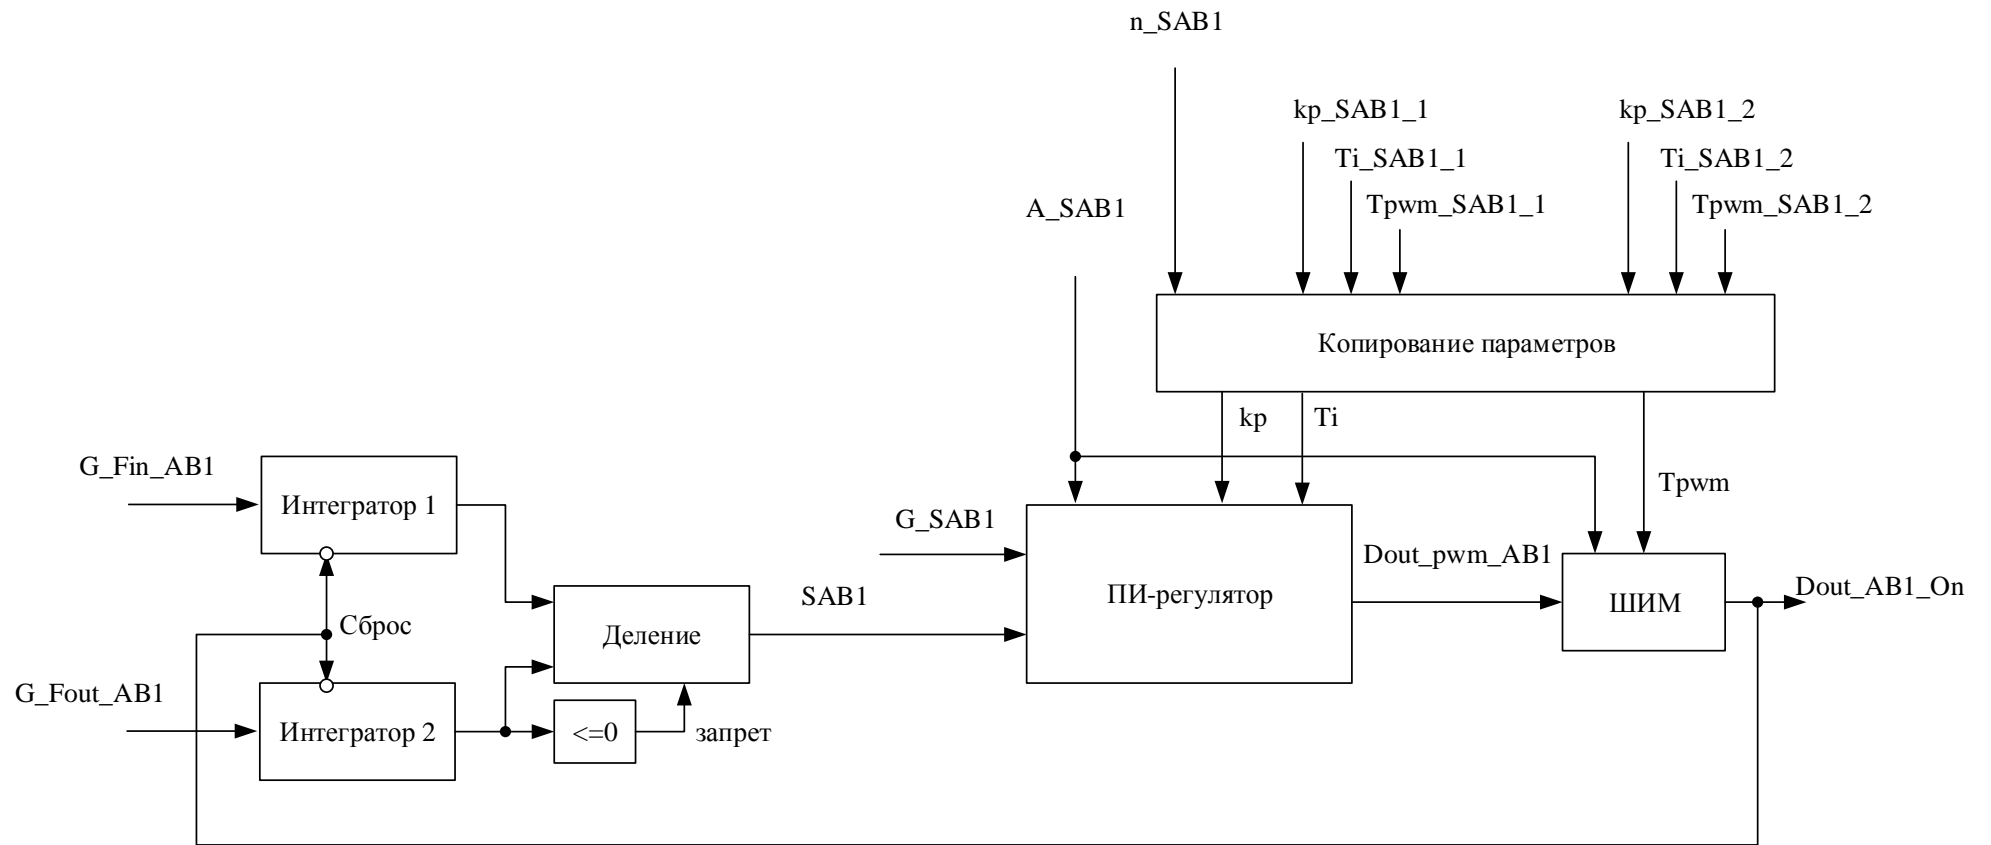 n_SAB1
kp_SAB1_1
kp_SAB1_2
Ti_SAB1_1
Ti_SAB1_2
A_SAB1
Tpwm_SAB1_1
Tpwm_SAB1_2
Копирование параметров
kp
Ti
G_Fin_AB1
Tpwm
Интегратор 1
G_SAB1
Dout_pwm_AB1
Dout_AB1_On
SAB1
ПИ-регулятор
ШИМ
Сброс
Деление
G_Fout_AB1
Интегратор 2
<=0
запрет